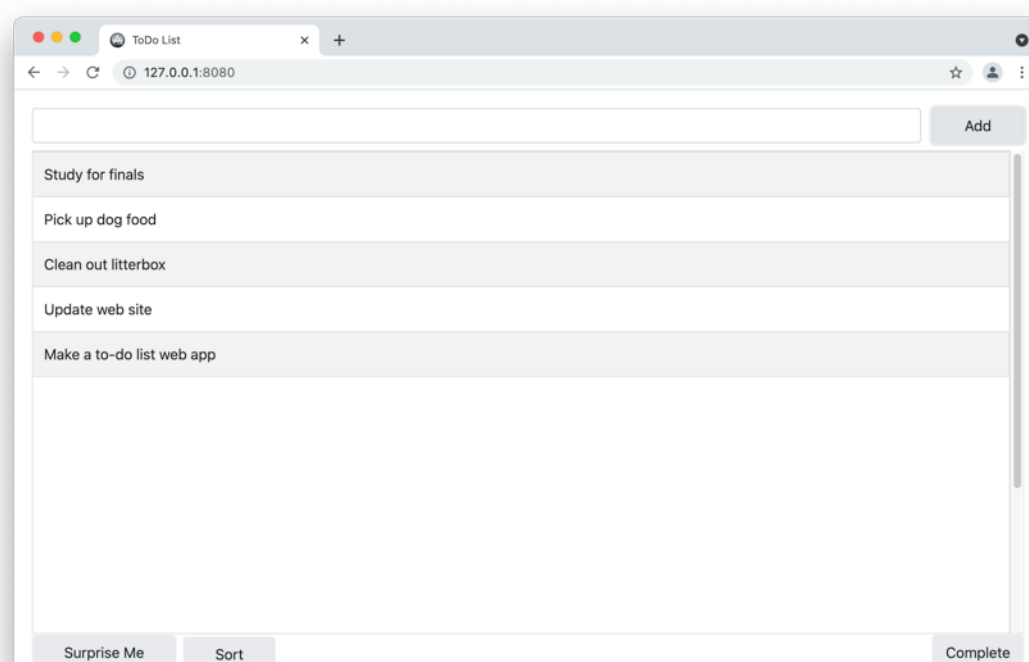 ToDo List
127.0.0.1:8080
Add
Study for finals
Pick up dog food
Clean out litterbox
Update web site
Make a to-do list web app
Surprise Me
Sort
Complete